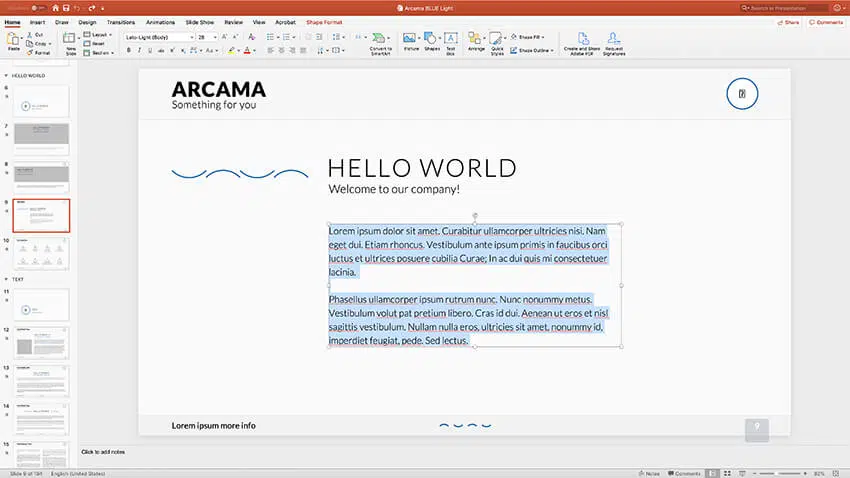 Arcama BLUE Light
Search in Presentation
Home Insert Draw Design Transitions Animations Slide Show Review View Acrobat Shape Format
Share Comments
Paste
Cut
Copy
Format
New Slide
Layout
Reset
Section
Lato-Light (Body) 28
Convert to SmartArt
Picture
Shapes
Text Box
Arrange
Quick Styles
Shape Fill
Shape Outline
Create and Share Adobe PDF
Request Signatures
HELLO WORLD
6
7
8
9
10
TEXT
11
12
13
14
15
ARCAMA
Something for you
HELLO WORLD
Welcome to our company!
Lorem ipsum dolor sit amet. Curabitur ullamcorper ultricies nisi. Nam
eget dui. Etiam rhoncus. Vestibulum ante ipsum primis in faucibus orci
luctus et ultrices posuere cubilia Curae; In ac dui quis mi consectetuer
lacinia.
Phasellus ullamcorper ipsum rutrum nunc. Nunc nonummy metus.
Vestibulum volut pat pretium libero. Cras id dui. Aenean ut eros et nisl
sagittis vestibulum. Nullam nulla eros, ultricies sit amet, nonummy id,
imperdiet feugiat, pede. Sed lectus.
Lorem ipsum more info
9
Click to add notes
Slide 9 of 194 English (United States)
Notes Comments 82%